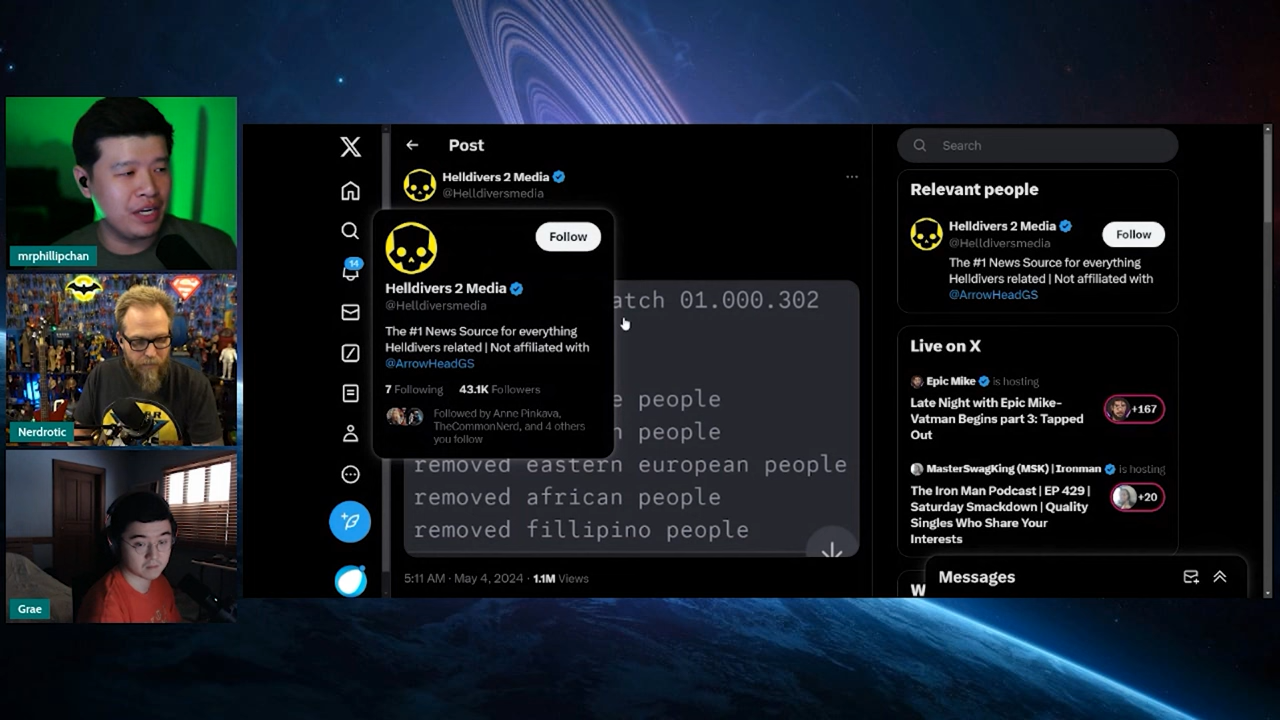 mrphillipchan
Nerdrotic
Grae
Post
Helldivers 2 Media
@Helldiversmedia
Follow
Helldivers 2 Media
@Helldiversmedia
The #1 News Source for everything
Helldivers related | Not affiliated with
@ArrowHeadGS
7 Following 43.1K Followers
Followed by Anne Pinkava,
TheCommonNerd, and 4 others
you follow
atch 01.000.302
e people
n people
removed eastern european people
removed african people
removed fillipino people
5:11 AM · May 4, 2024 · 1.1M Views
14
Search
Relevant people
Helldivers 2 Media
@Helldiversmedia
Follow
The #1 News Source for everything
Helldivers related | Not affiliated with
@ArrowHeadGS
Live on X
Epic Mike is hosting
Late Night with Epic Mike-
Vatman Begins part 3: Tapped
Out
+167
MasterSwagKing (MSK) | Ironman is hosting
The Iron Man Podcast | EP 429 |
Saturday Smackdown | Quality
Singles Who Share Your
Interests
+20
Messages
W